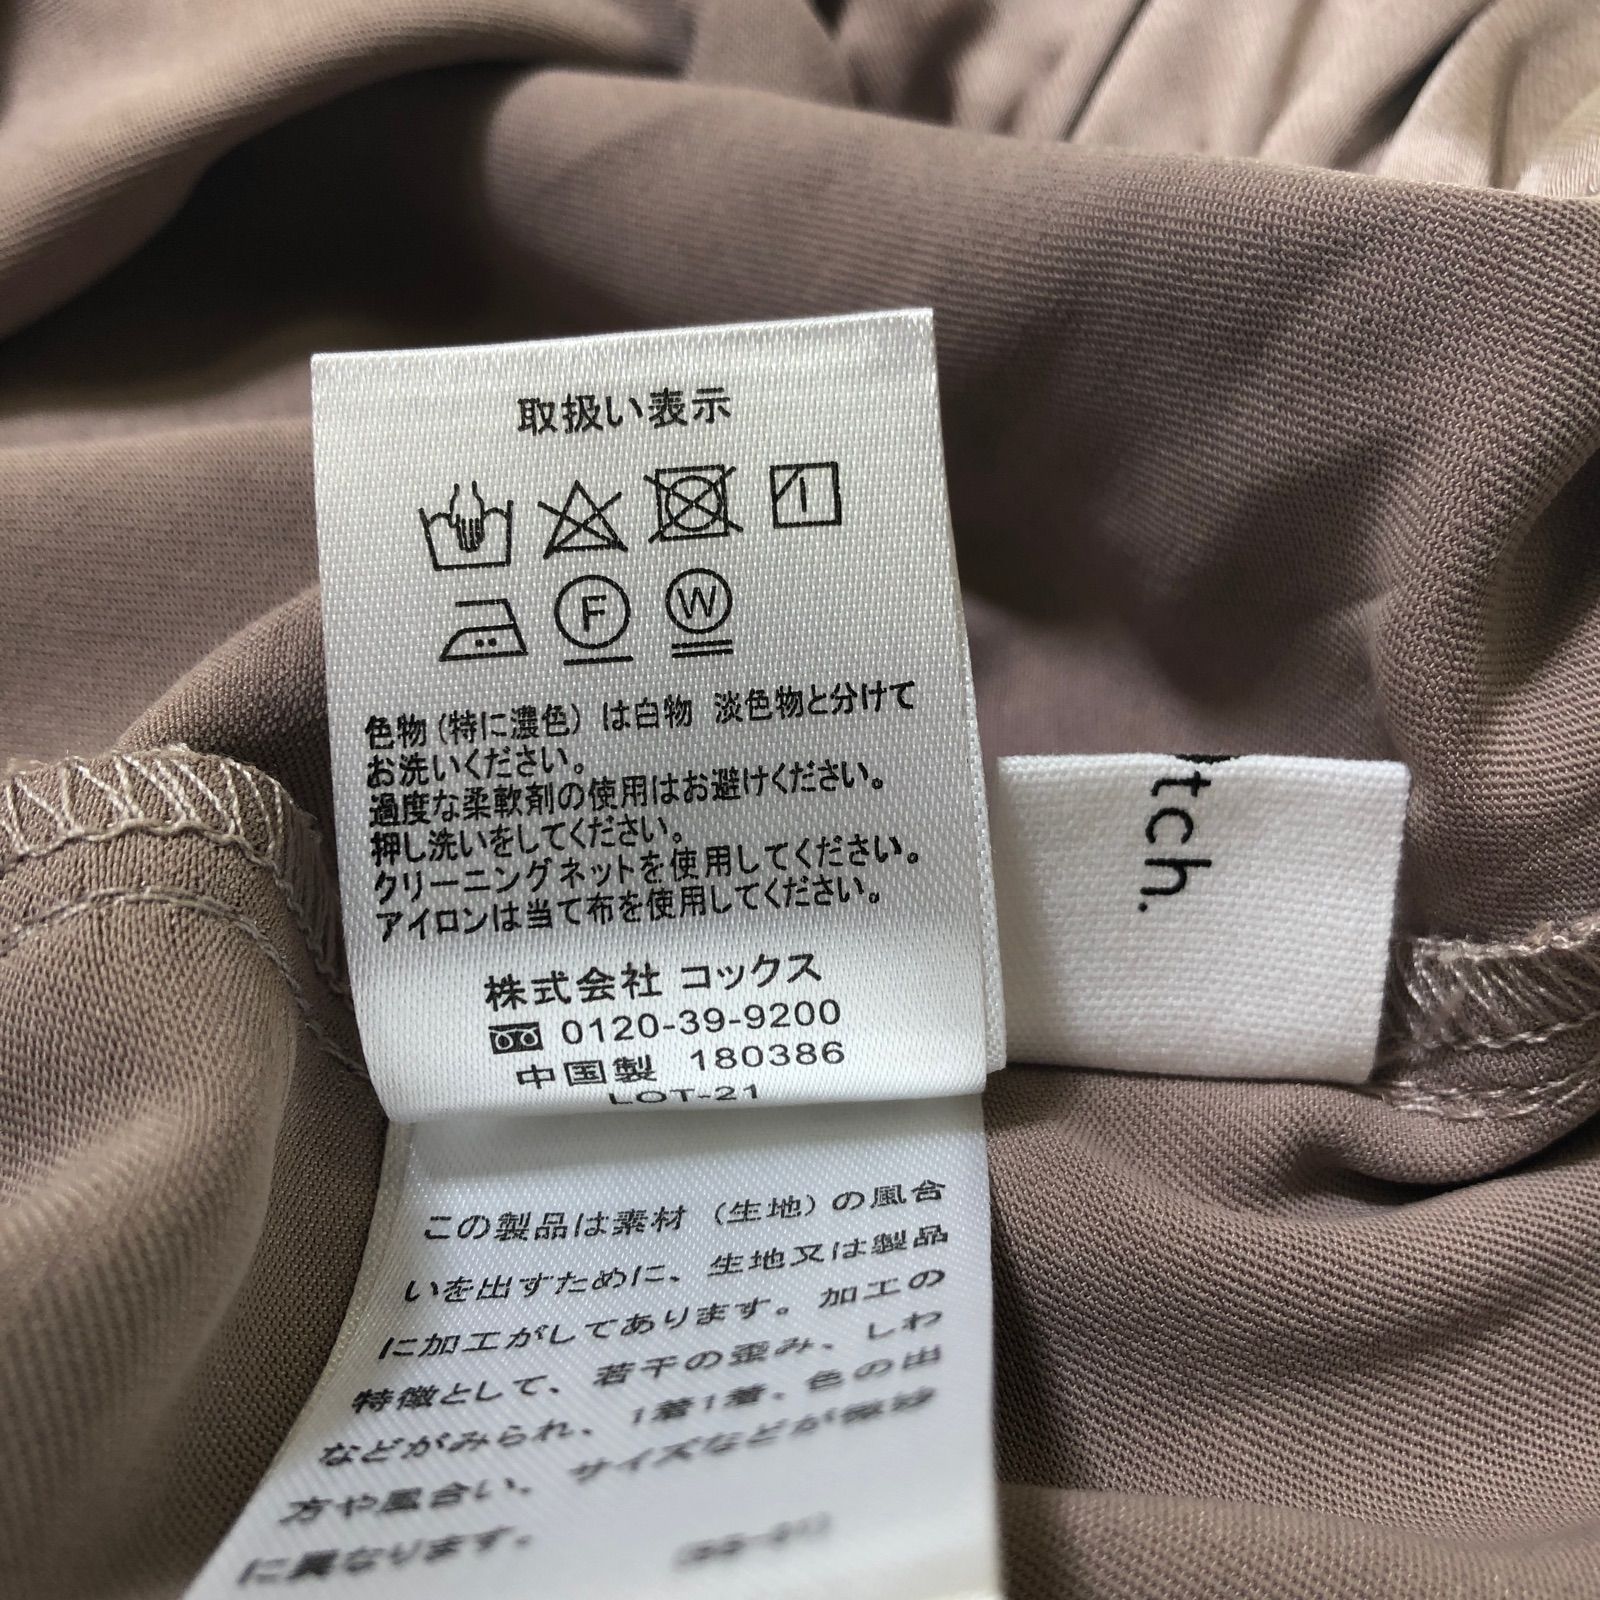 取扱い表示
F W
色物(特に濃色)は白物 淡色物と分けて
お洗いください。
過度な柔軟剤の使用はお避けください。
押し洗いをしてください。
クリーニングネットを使用してください。
アイロンは当て布を使用してください。
株式会社 コックス
0120-39-9200
中国製 180386
LOT-21
tch.
この製品は素材(生地)の風合
いを出すために、生地又は製品
に加工がしてあります。加工の
特徴として、若干の歪み、しわ
などがみられ、1着1着、色の出
方や風合い、サイズなどが微妙
に異なります。